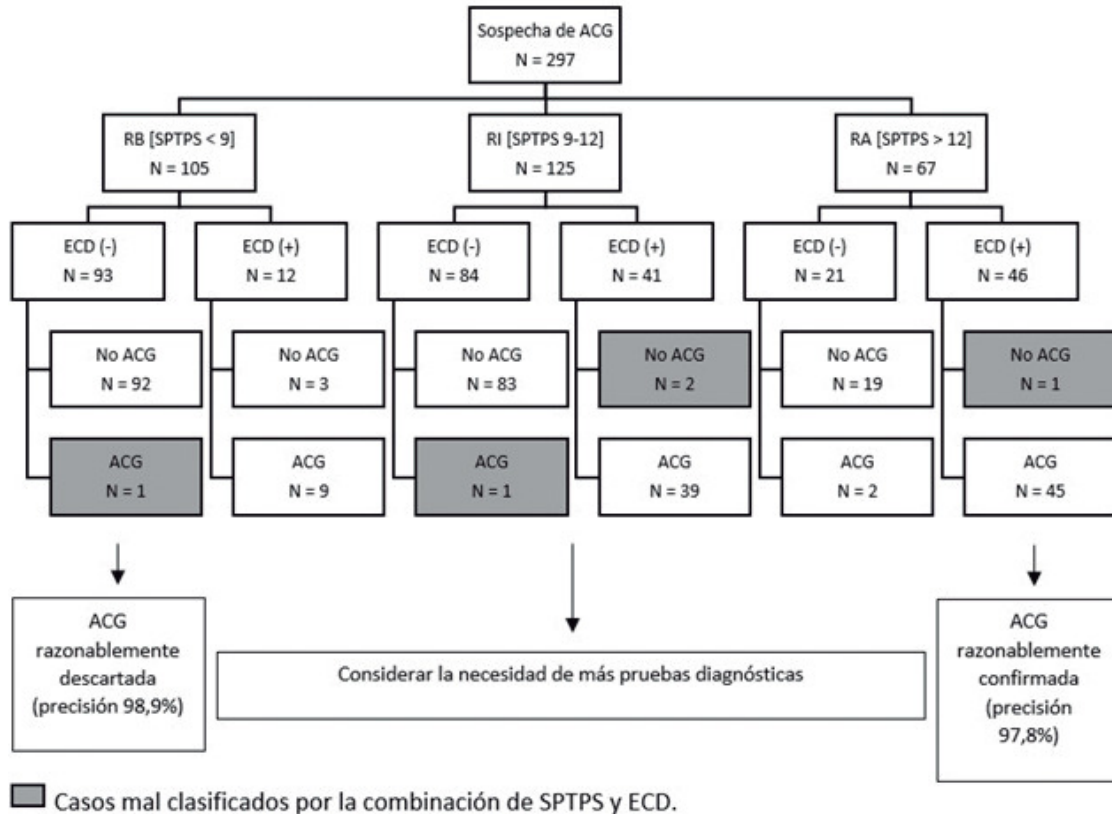 Sospecha de ACG
N = 297
RB [SPTPS < 9]
N = 105
RI [SPTPS 9-12]
N = 125
RA [SPTPS > 12]
N = 67
ECD (-)
N = 93
ECD (+)
N = 12
ECD (-)
N = 84
ECD (+)
N = 41
ECD (-)
N = 21
ECD (+)
N = 46
No ACG
N = 92
No ACG
N = 3
No ACG
N = 83
No ACG
N = 2
No ACG
N = 19
No ACG
N = 1
ACG
N = 1
ACG
N = 9
ACG
N = 1
ACG
N = 39
ACG
N = 2
ACG
N = 45
ACG
razonablemente
descartada
(precisión 98,9%)
Considerar la necesidad de más pruebas diagnósticas
ACG
razonablemente
confirmada
(precisión
97,8%)
Casos mal clasificados por la combinación de SPTPS y ECD.